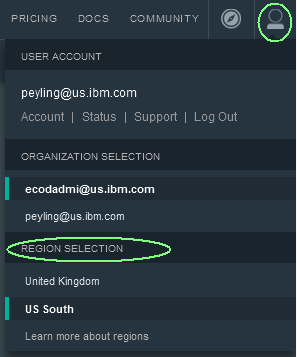 PRICING DOCS COMMUNITY
USER ACCOUNT
peyling@us.ibm.com
Account | Status | Support | Log Out
ORGANIZATION SELECTION
ecodadmi@us.ibm.com
peyling@us.ibm.com
REGION SELECTION
United Kingdom
US South
Learn more about regions